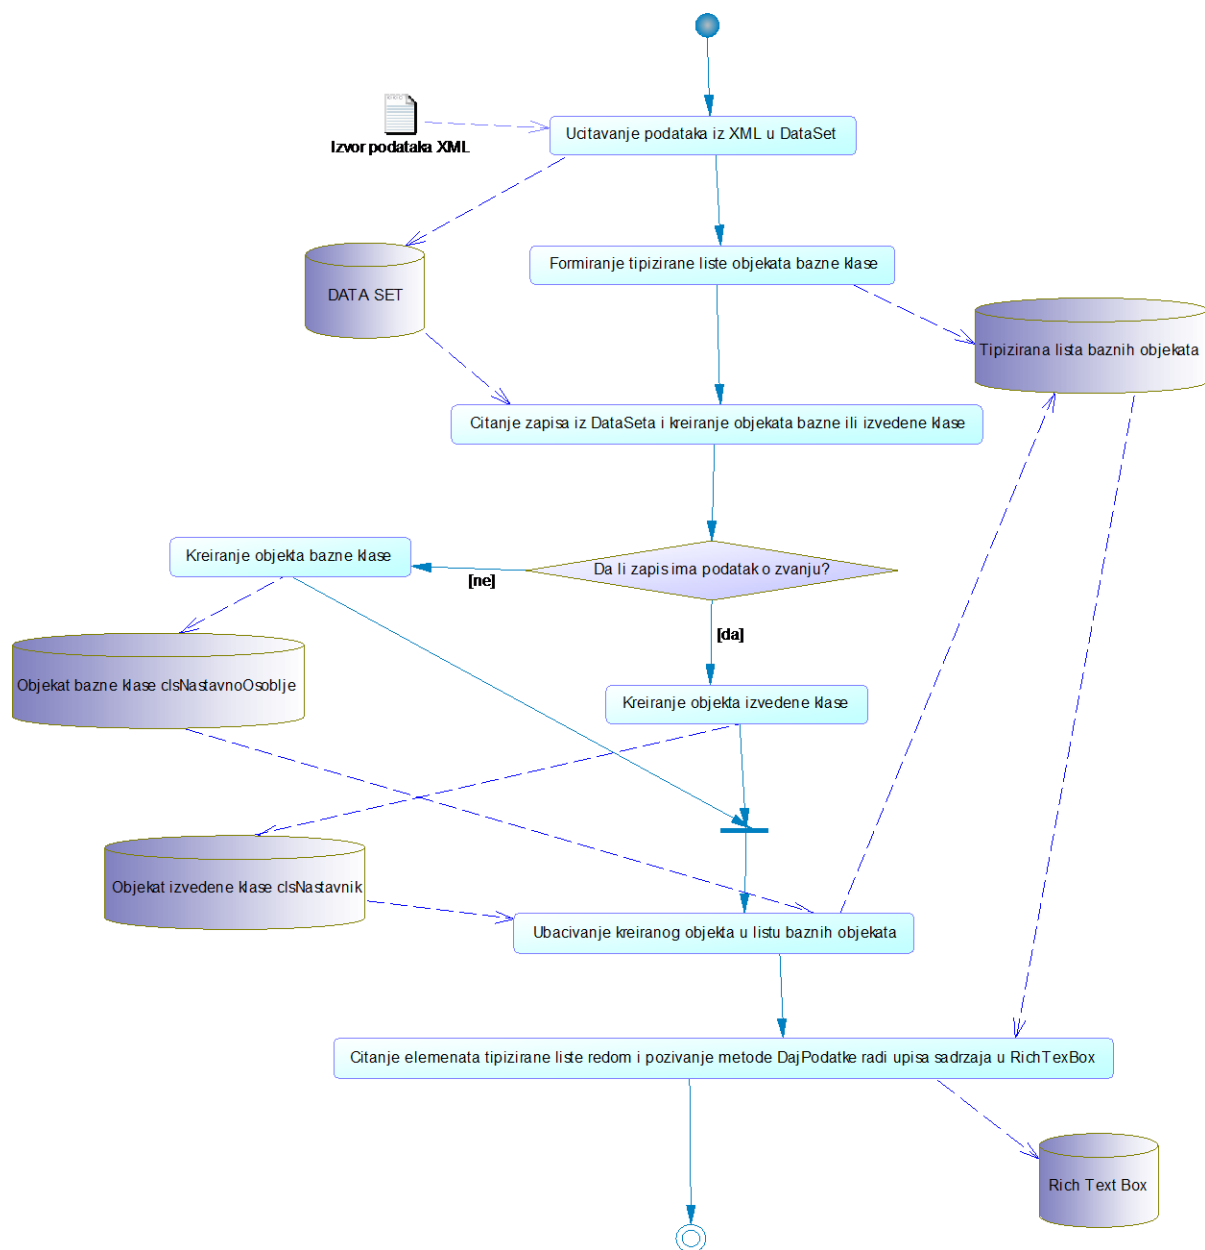 Izvor podataka XML
Ucitavanje podataka iz XML u DataSet
Formiranje tipizirane liste objekata bazne klase
DATA SET
Tipizirana lista baznih objekata
Citanje zapisa iz DataSeta i kreiranje objekata bazne ili izvedene klase
Kreiranje objekta bazne klase
Da li zapis ima podatak o zvanju?
[ne]
[da]
Objekat bazne klase clsNastavnoOsoblje
Kreiranje objekta izvedene klase
Objekat izvedene klase clsNastavnik
Ubacivanje kreiranog objekta u listu baznih objekata
Citanje elemenata tipizirane liste redom i pozivanje metode DajPodatke radi upisa sadrzaja u RichTexBox
Rich Text Box